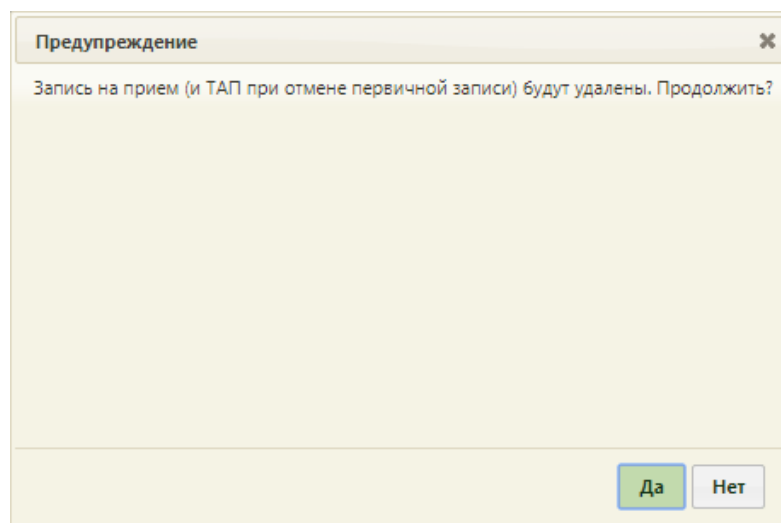 Предупреждение
Запись на прием (и ТАП при отмене первичной записи) будут удалены. Продолжить?
Да
Нет